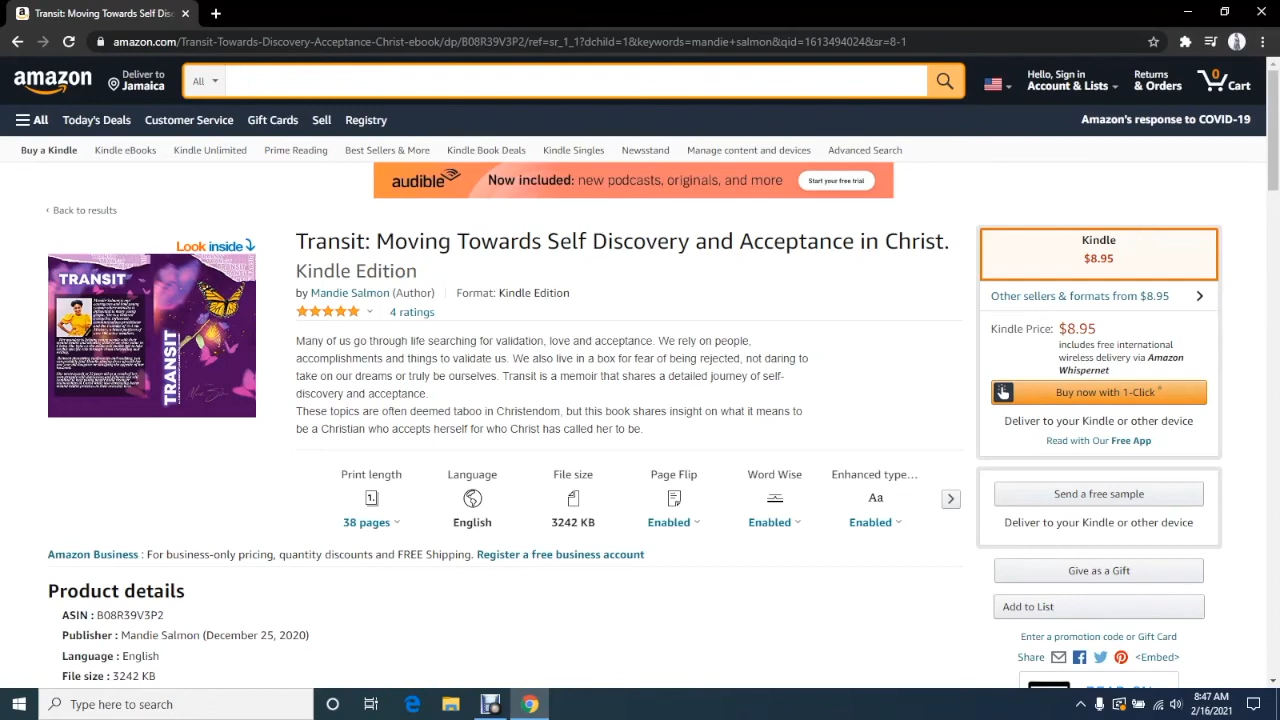 Transit: Moving Towards Self Disc
amazon.com/Transit-Towards-Discovery-Acceptance-Christ-ebook/dp/B08R39V3P2/ref=sr_1_1?dchild=1&keywords=mandie+salmon&qid=1613494024&sr=8-1
amazon
Deliver to
Jamaica
All
Hello, Sign in
Account & Lists
Returns
& Orders
0
Cart
All Today's Deals Customer Service Gift Cards Sell Registry
Amazon's response to COVID-19
Buy a Kindle Kindle eBooks Kindle Unlimited Prime Reading Best Sellers & More Kindle Book Deals Kindle Singles Newsstand Manage content and devices Advanced Search
audible Now included: new podcasts, originals, and more Start your free trial
‹ Back to results
Look inside
TRANSIT
TRANSIT
Transit: Moving Towards Self Discovery and Acceptance in Christ.
Kindle Edition
by Mandie Salmon (Author) Format: Kindle Edition
4 ratings
Many of us go through life searching for validation, love and acceptance. We rely on people,
accomplishments and things to validate us. We also live in a box for fear of being rejected, not daring to
take on our dreams or truly be ourselves. Transit is a memoir that shares a detailed journey of self-
discovery and acceptance.
These topics are often deemed taboo in Christendom, but this book shares insight on what it means to
be a Christian who accepts herself for who Christ has called her to be.
Print length Language File size Page Flip Word Wise Enhanced type…
1. Aa
38 pages English 3242 KB Enabled Enabled Enabled
Amazon Business : For business-only pricing, quantity discounts and FREE Shipping. Register a free business account
Product details
ASIN : B08R39V3P2
Publisher : Mandie Salmon (December 25, 2020)
Language : English
File size : 3242 KB
Kindle
$8.95
Other sellers & formats from $8.95
Kindle Price: $8.95
includes free international
wireless delivery via Amazon
Whispernet
Buy now with 1-Click
Deliver to your Kindle or other device
Read with Our Free App
Send a free sample
Deliver to your Kindle or other device
Give as a Gift
Add to List
Enter a promotion code or Gift Card
Share <Embed>
Type here to search
8:47 AM
2/16/2021